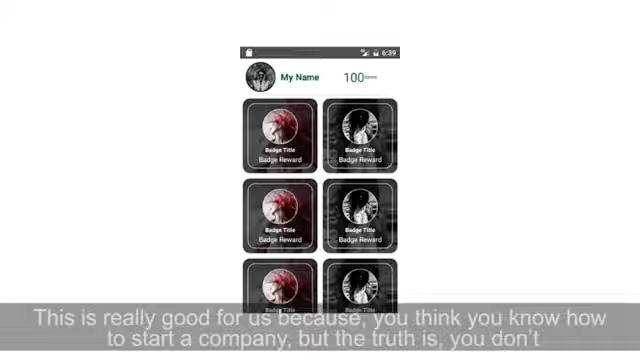 6:39
My Name
100
Badge Title
Badge Title
Badge Reward
Badge Reward
Badge Title
Badge Title
Badge Reward
Badge Reward
Badge Title
Badge Title
This is really good for us because, you think you know how
to start a company, but the truth is, you don't